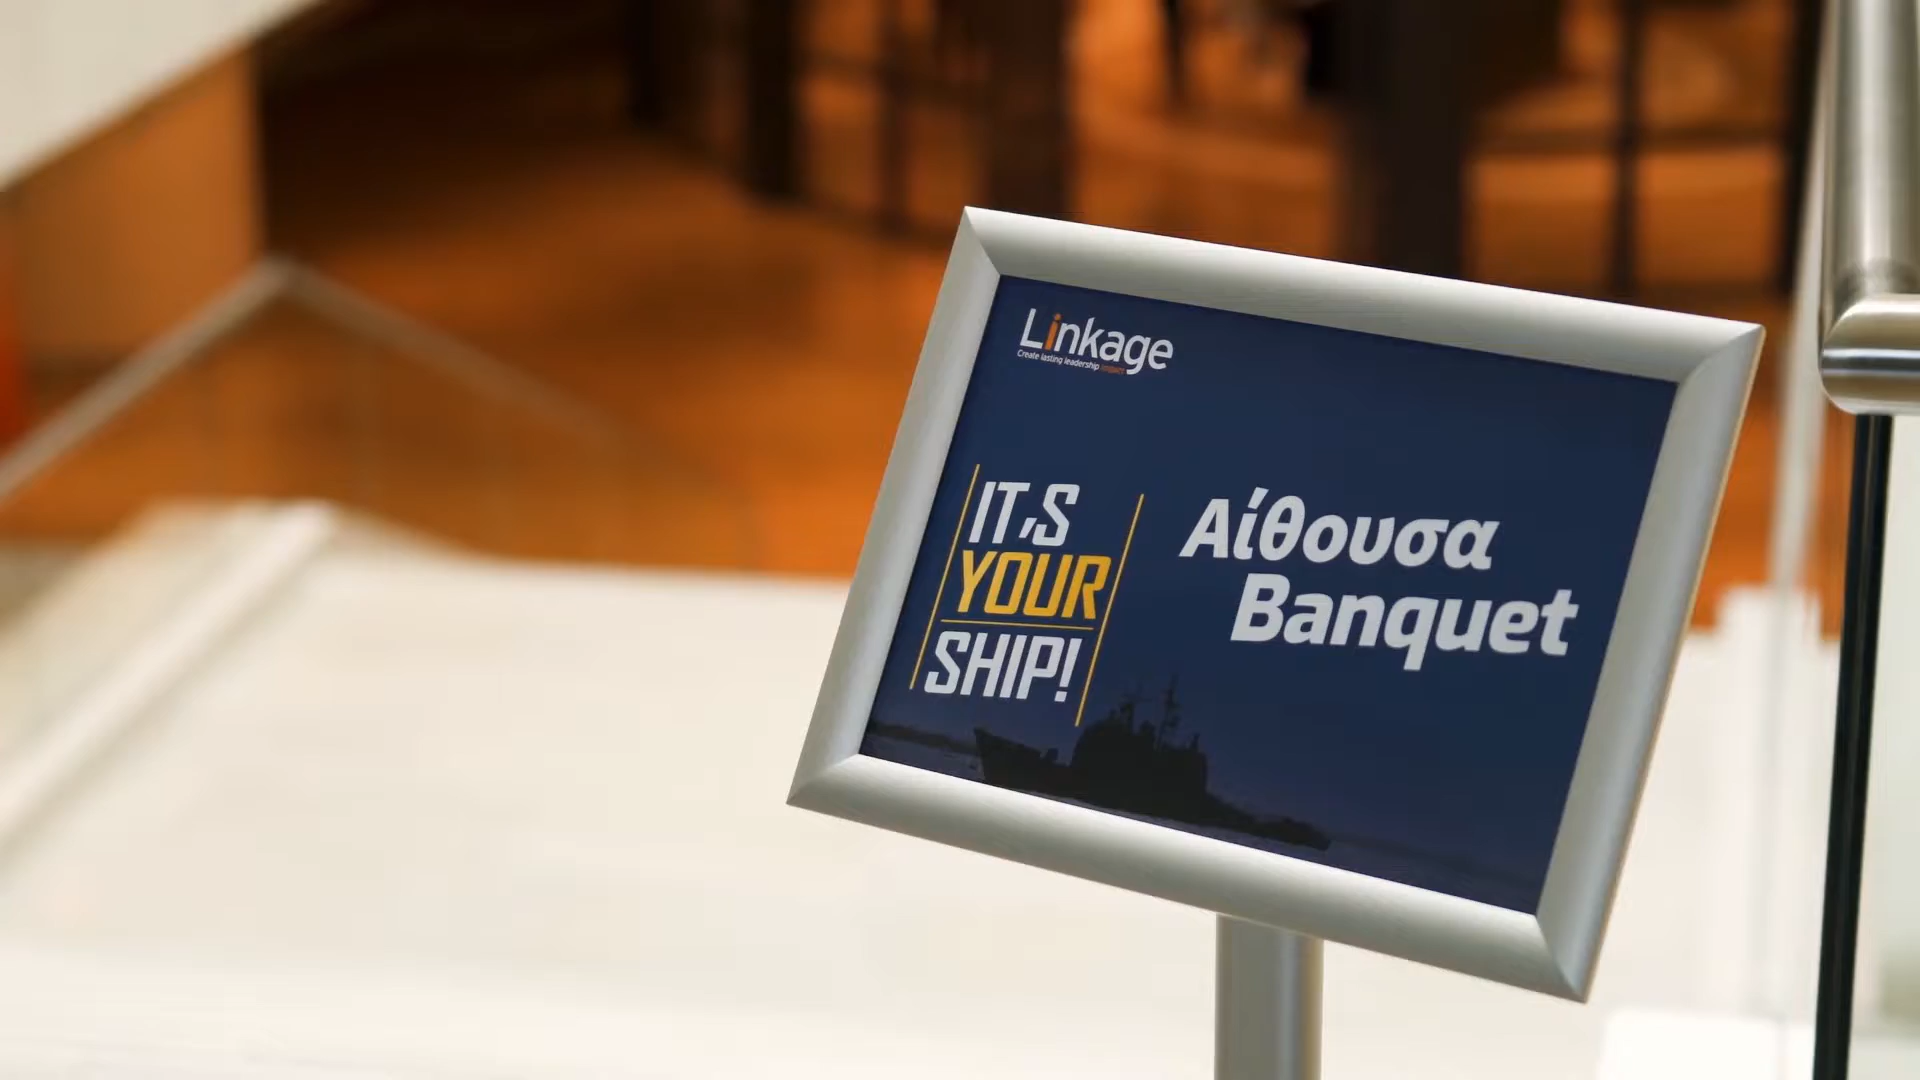 Linkage
Create lasting leadership impact
IT'S
YOUR
SHIP!
Αίθουσα
Banquet